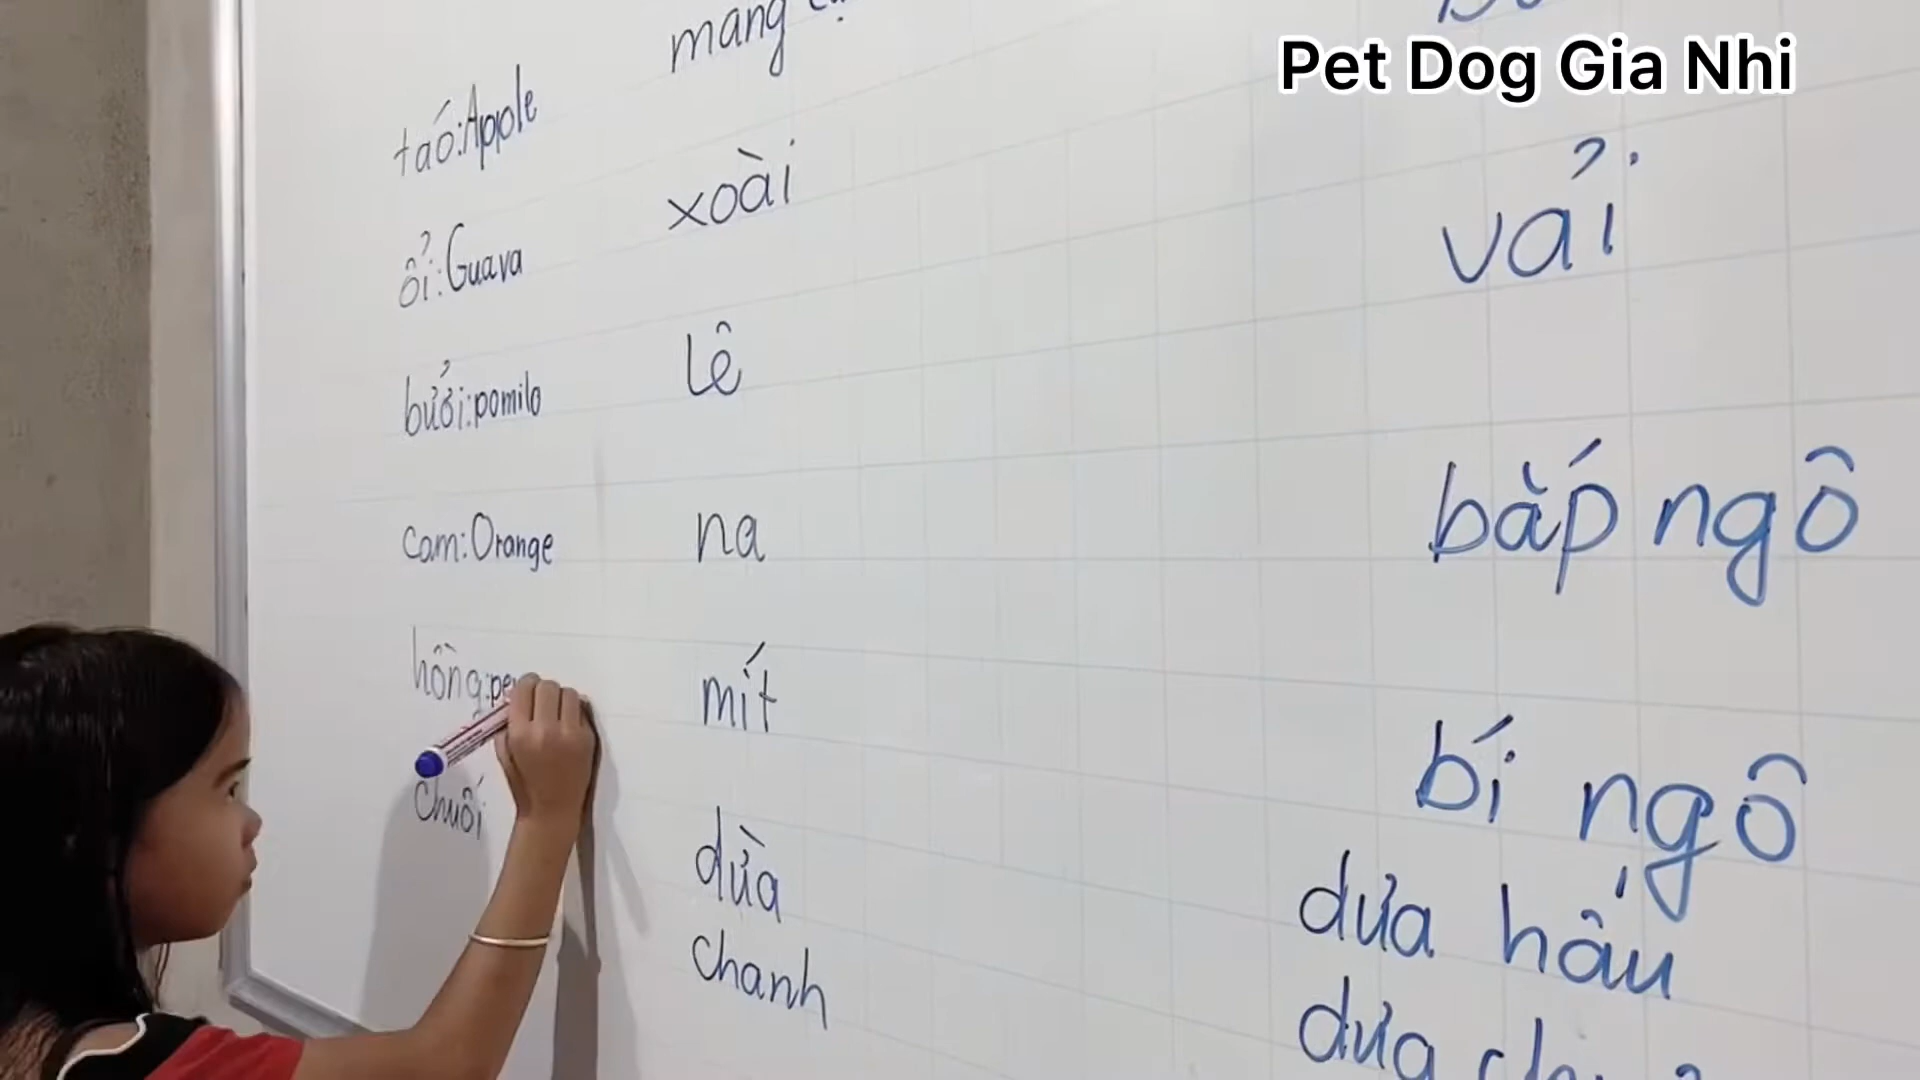 Pet Dog Gia Nhi
taó:Apple
ổi:Guava
bưởi:pomilo
cam:Orange
hồng:pe
chuối
mang
xoài
lê
na
mít
dừa
chanh
vải
bắp ngô
bí ngô
dưa hấu
dưa